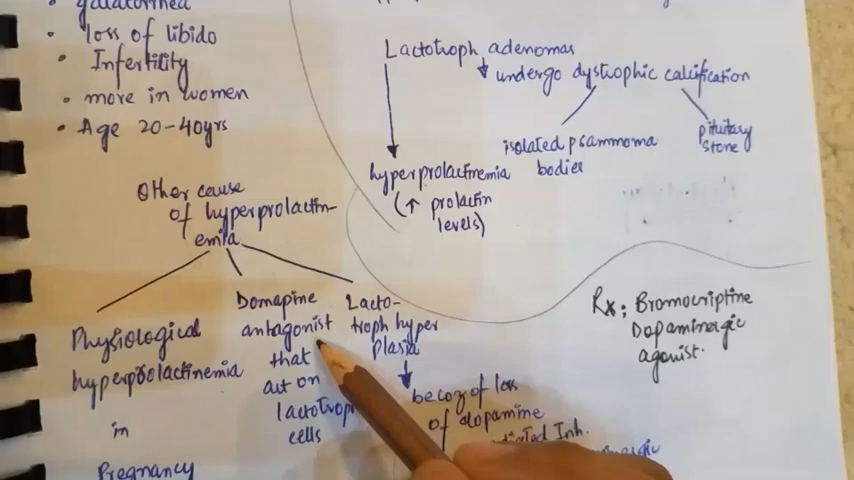 galatorrhea
• loss of libido
• Infertility
• more in women
• Age 20-40yrs
Lactotroph adenomas
undergo dystrophic calcification
isolated psammoma
bodies
pituitary
stone
hyperprolactinemia
(↑ prolactin
levels)
Other cause
of hyperprolactin-
emia
Physiological
hyperprolactinemia
in
Pregnancy
Domapine
antagonist
that
act on
lactotroph
cells
Lacto-
troph hyper
plasia
becoz of loss
of dopamine
Inh.
Rx: Bromocriptine
Dopaminergic
agonist.